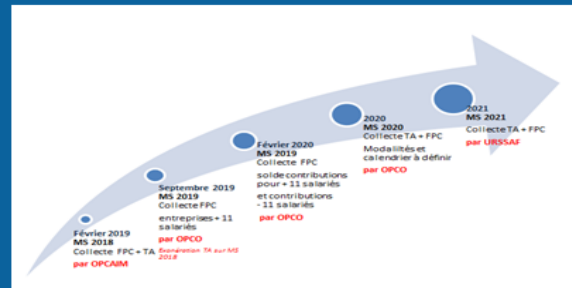 Février 2019
MS 2018
Collecte FPC + TA
par OPCAIM
Septembre 2019
MS 2019
Collecte FPC
entreprises + 11
salariés
par OPCO
Exonération TA sur MS
2018
Février 2020
MS 2019
Collecte FPC
solde contributions
pour + 11 salariés
et contributions
- 11 salariés
par OPCO
2020
MS 2020
Collecte TA + FPC
Modalités et
calendrier à définir
par OPCO
2021
MS 2021
Collecte TA + FPC
par URSSAF